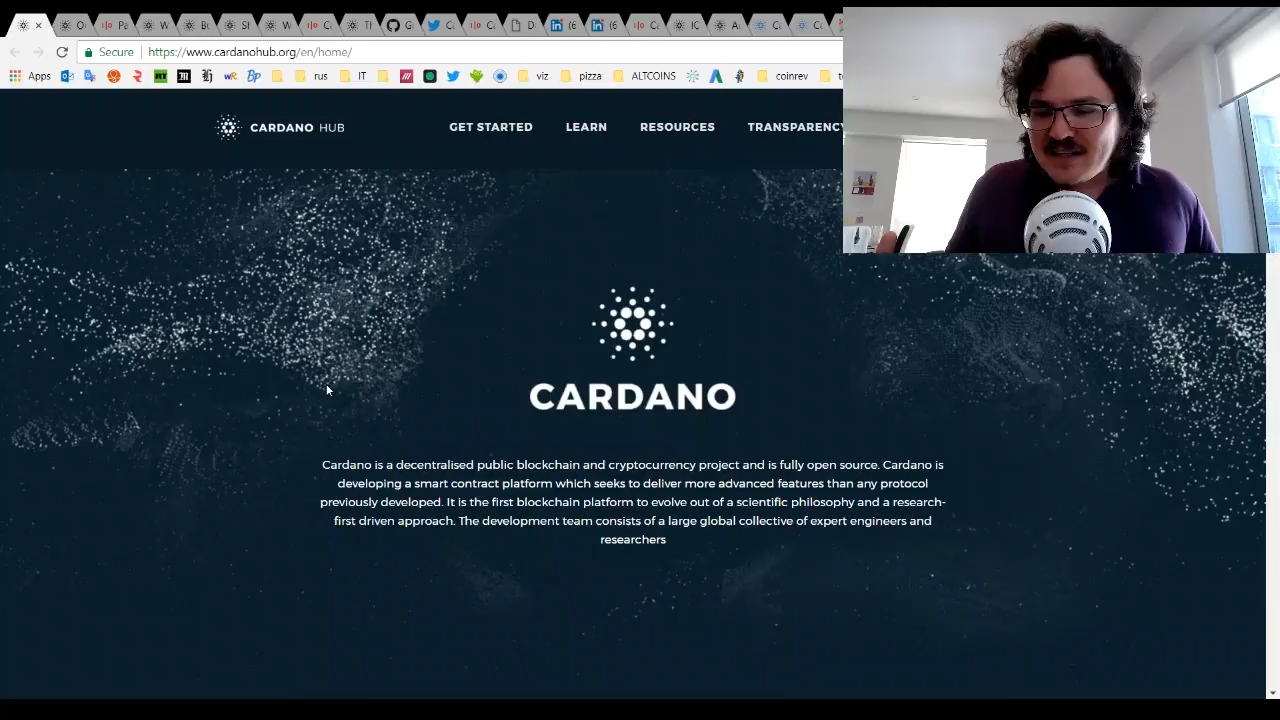 Secure https://www.cardanohub.org/en/home/
Apps rus IT viz pizza ALTCOINS coinrev
CARDANO HUB GET STARTED LEARN RESOURCES TRANSPARENCY
CARDANO
Cardano is a decentralised public blockchain and cryptocurrency project and is fully open source. Cardano is
developing a smart contract platform which seeks to deliver more advanced features than any protocol
previously developed. It is the first blockchain platform to evolve out of a scientific philosophy and a research-
first driven approach. The development team consists of a large global collective of expert engineers and
researchers